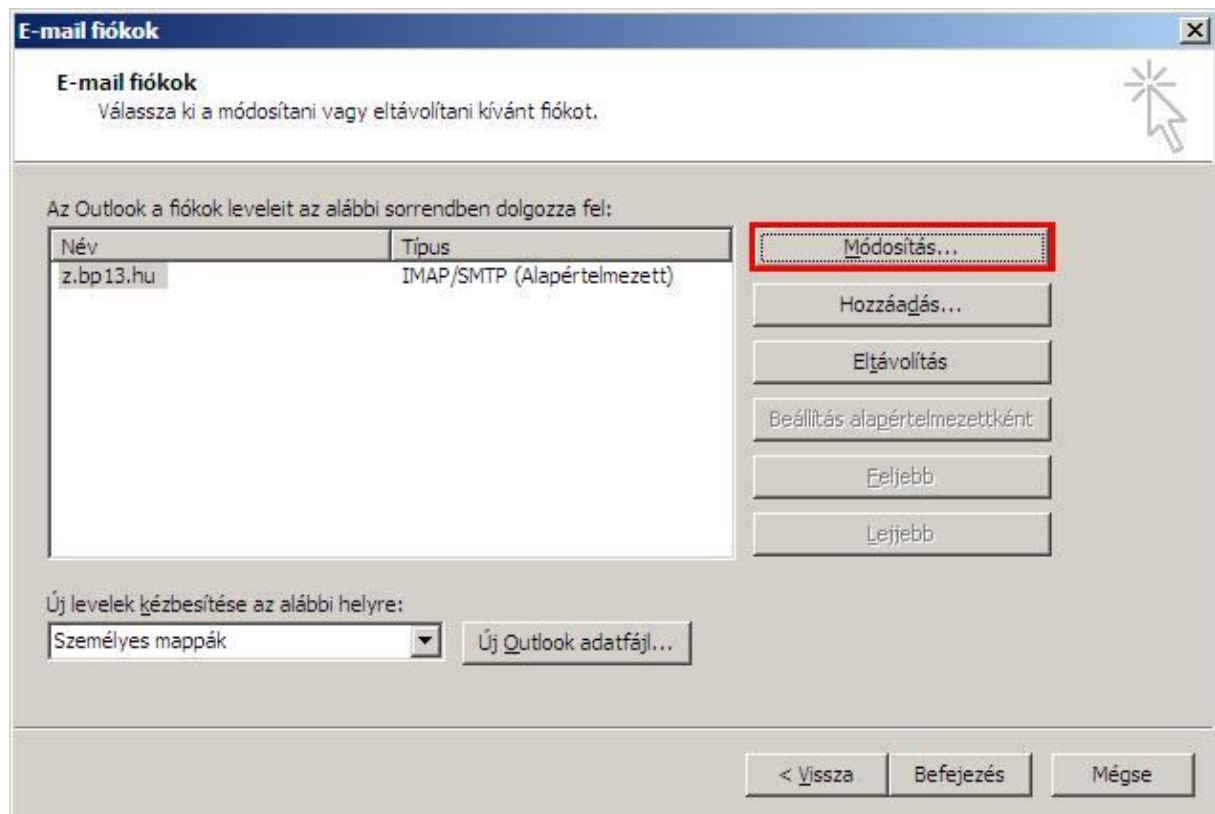 E-mail fiókok
E-mail fiókok
Válassza ki a módosítani vagy eltávolítani kívánt fiókot.
Az Outlook a fiókok leveleit az alábbi sorrendben dolgozza fel:
Név Típus
z.bp13.hu IMAP/SMTP (Alapértelmezett)
Módosítás...
Hozzáadás...
Eltávolítás
Beállítás alapértelmezettként
Feljebb
Lejjebb
Új levelek kézbesítése az alábbi helyre:
Személyes mappák Új Outlook adatfájl...
< Vissza Befejezés Mégse